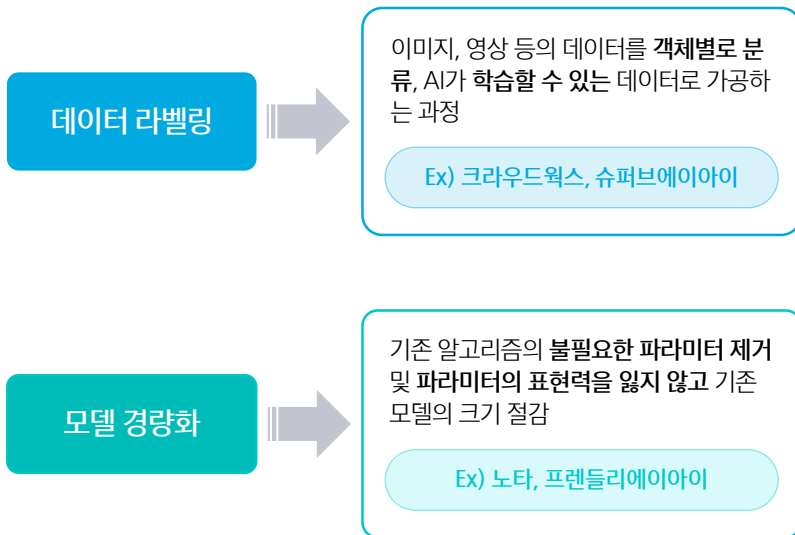 데이터 라벨링
이미지, 영상 등의 데이터를 객체별로 분
류, AI가 학습할 수 있는 데이터로 가공하
는 과정
Ex) 크라우드웍스, 슈퍼브에이아이
모델 경량화
기존 알고리즘의 불필요한 파라미터 제거
및 파라미터의 표현력을 잃지 않고 기존
모델의 크기 절감
Ex) 노타, 프렌들리에이아이